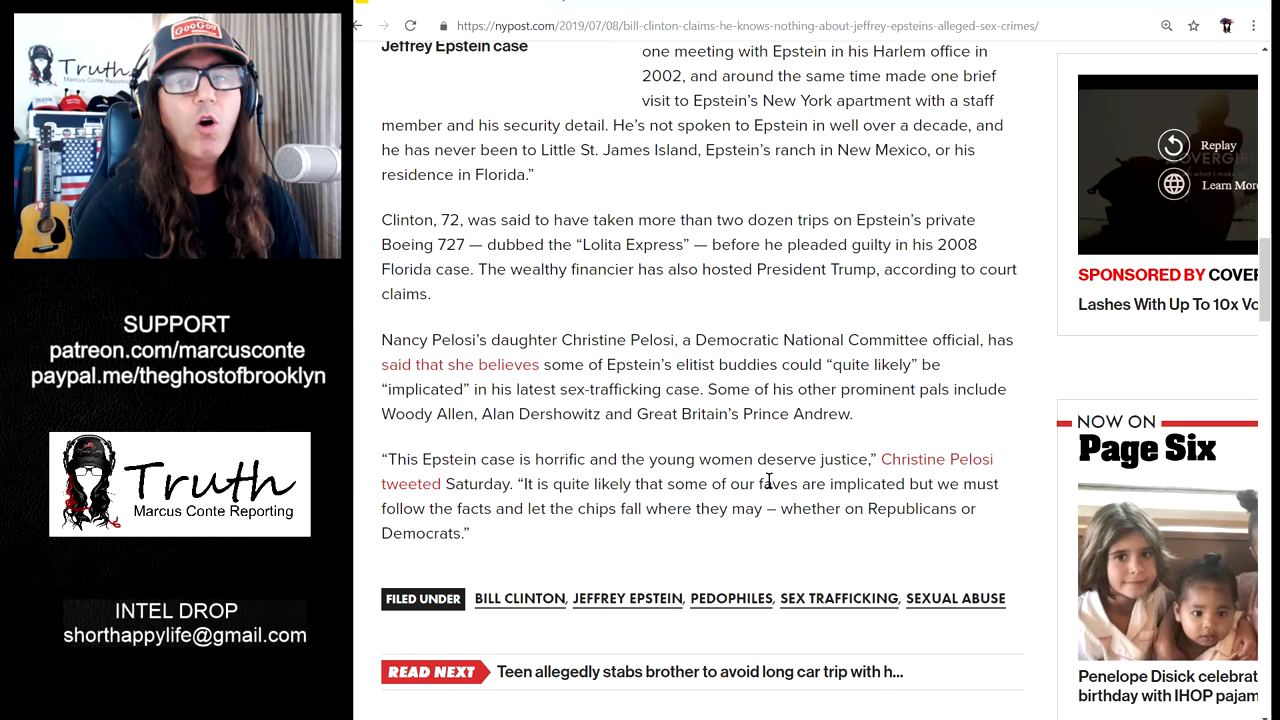 GOOGOO
Truth
Marcus Conte Reporting
SUPPORT
patreon.com/marcusconte
paypal.me/theghostofbrooklyn
Truth
Marcus Conte Reporting
INTEL DROP
shorthappylife@gmail.com
https://nypost.com/2019/07/08/bill-clinton-claims-he-knows-nothing-about-jeffrey-epsteins-alleged-sex-crimes/
Jeffrey Epstein case
one meeting with Epstein in his Harlem office in
2002, and around the same time made one brief
visit to Epstein's New York apartment with a staff
member and his security detail. He's not spoken to Epstein in well over a decade, and
he has never been to Little St. James Island, Epstein's ranch in New Mexico, or his
residence in Florida.”
Clinton, 72, was said to have taken more than two dozen trips on Epstein's private
Boeing 727 — dubbed the “Lolita Express” — before he pleaded guilty in his 2008
Florida case. The wealthy financier has also hosted President Trump, according to court
claims.
Nancy Pelosi's daughter Christine Pelosi, a Democratic National Committee official, has
said that she believes some of Epstein's elitist buddies could “quite likely” be
“implicated” in his latest sex-trafficking case. Some of his other prominent pals include
Woody Allen, Alan Dershowitz and Great Britain's Prince Andrew.
“This Epstein case is horrific and the young women deserve justice,” Christine Pelosi
tweeted Saturday. “It is quite likely that some of our faves are implicated but we must
follow the facts and let the chips fall where they may – whether on Republicans or
Democrats.”
FILED UNDER BILL CLINTON, JEFFREY EPSTEIN, PEDOPHILES, SEX TRAFFICKING, SEXUAL ABUSE
READ NEXT Teen allegedly stabs brother to avoid long car trip with h...
Replay
Learn More
SPONSORED BY COVER
Lashes With Up To 10x Vo
NOW ON
Page Six
Penelope Disick celebrat
birthday with IHOP pajam